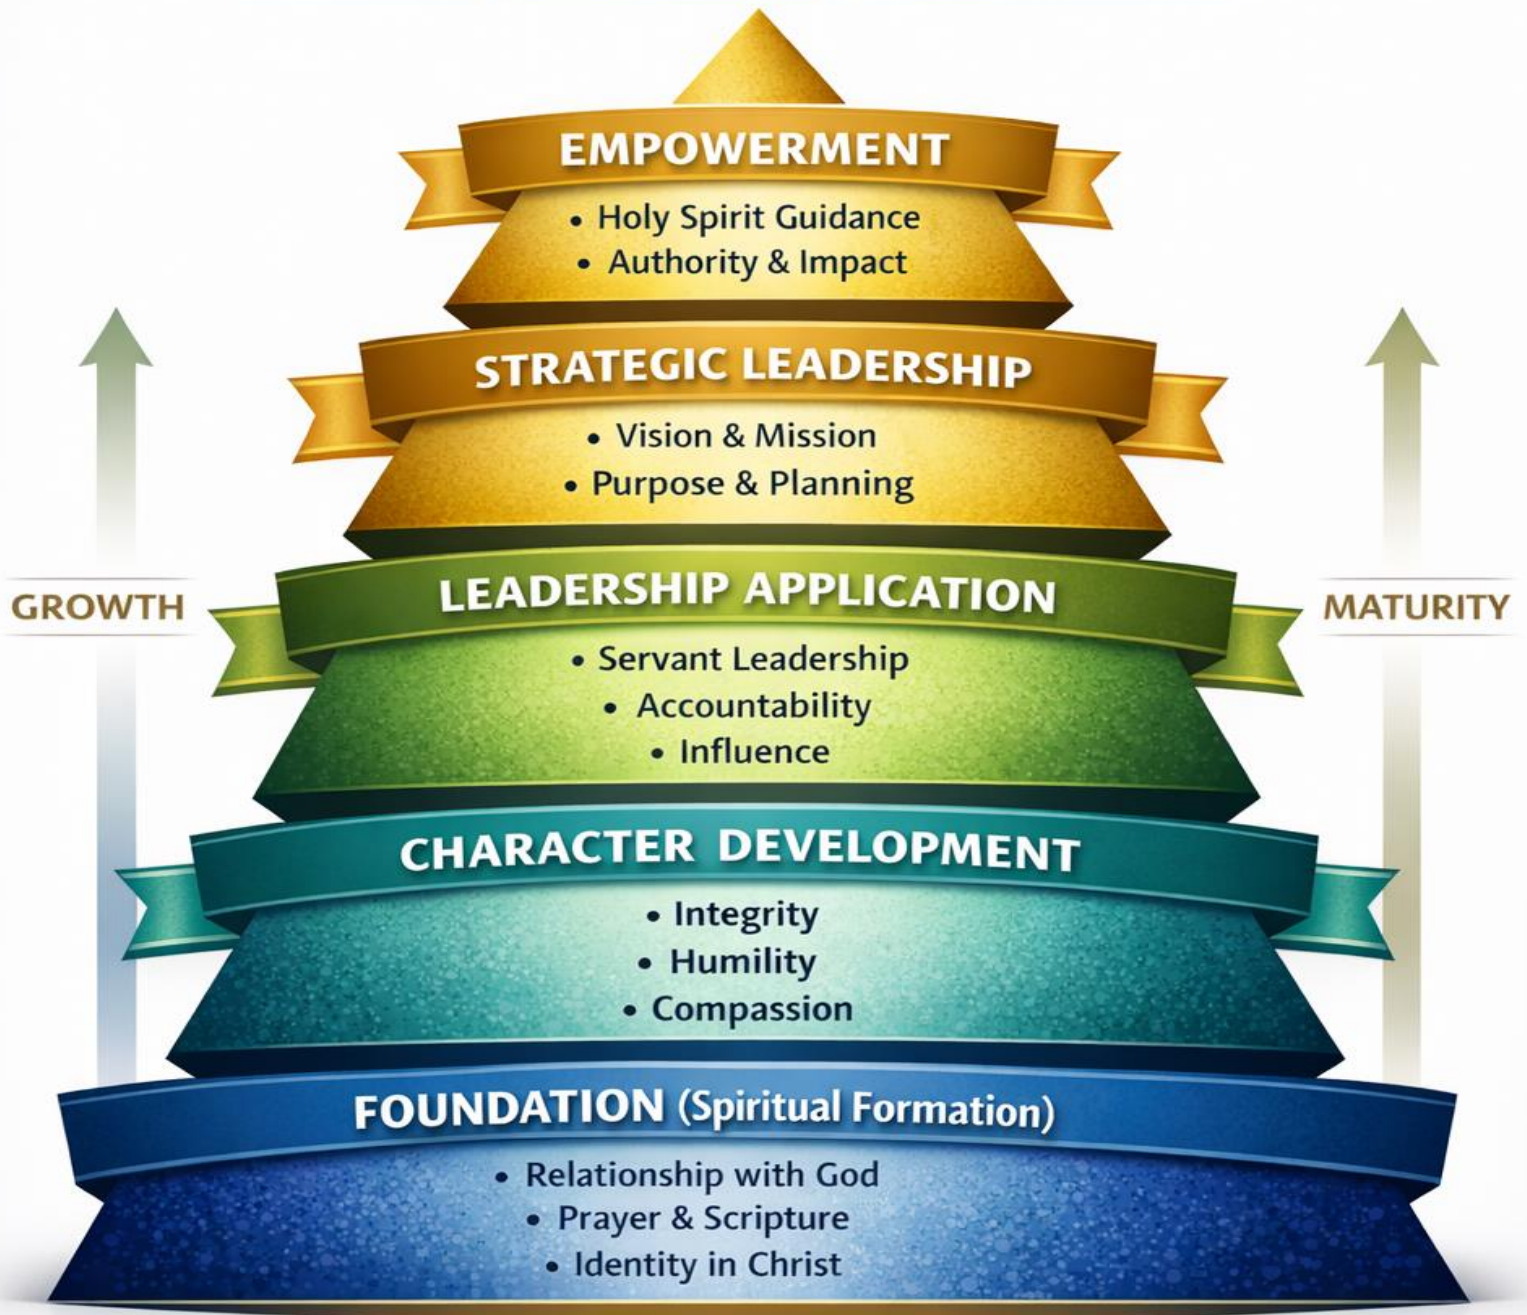 EMPOWERMENT
• Holy Spirit Guidance
• Authority & Impact
STRATEGIC LEADERSHIP
• Vision & Mission
• Purpose & Planning
LEADERSHIP APPLICATION
GROWTH
MATURITY
• Servant Leadership
• Accountability
• Influence
CHARACTER DEVELOPMENT
• Integrity
• Humility
• Compassion
FOUNDATION (Spiritual Formation)
• Relationship with God
• Prayer & Scripture
• Identity in Christ